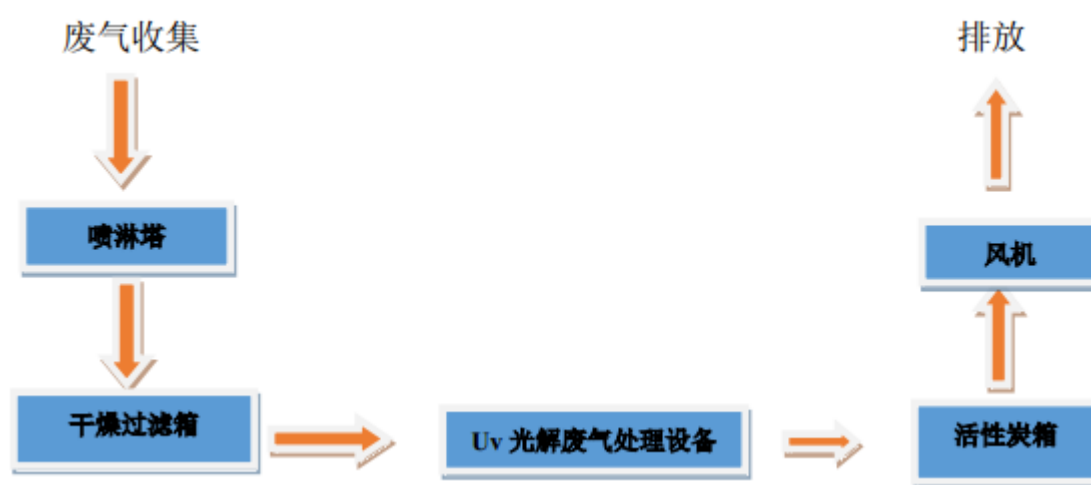 废气收集
排放
喷淋塔
风机
干燥过滤箱
Uv 光解废气处理设备
活性炭箱